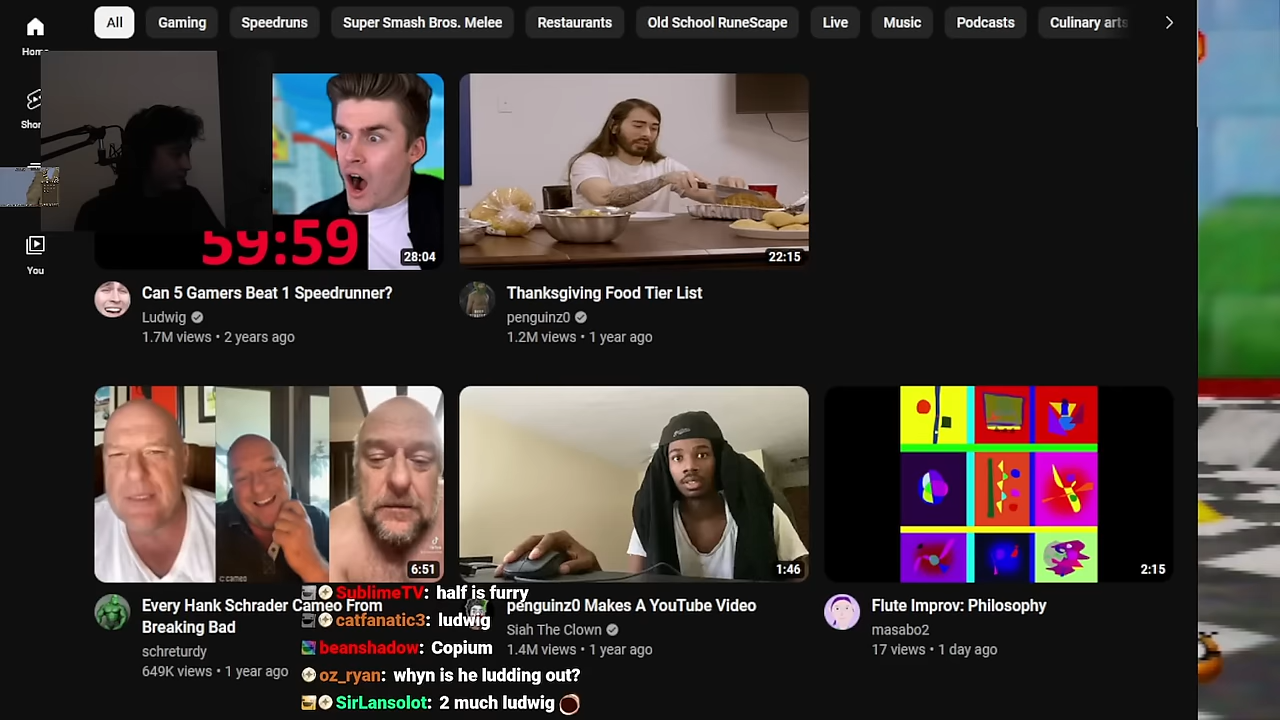 All Gaming Speedruns Super Smash Bros. Melee Restaurants Old School RuneScape Live Music Podcasts Culinary arts
Home
Shor
You
59:59
28:04
22:15
Can 5 Gamers Beat 1 Speedrunner?
Ludwig
1.7M views • 2 years ago
Thanksgiving Food Tier List
penguinz0
1.2M views • 1 year ago
cameo
6:51
1:46
2:15
Every Hank Schrader Cameo From
Breaking Bad
schreturdy
649K views • 1 year ago
penguinz0 Makes A YouTube Video
Siah The Clown
1.4M views • 1 year ago
Flute Improv: Philosophy
masabo2
17 views • 1 day ago
SublimeTV: half is furry
catfanatic3: ludwig
beanshadow: Copium
oz_ryan: whyn is he ludding out?
SirLansolot: 2 much ludwig